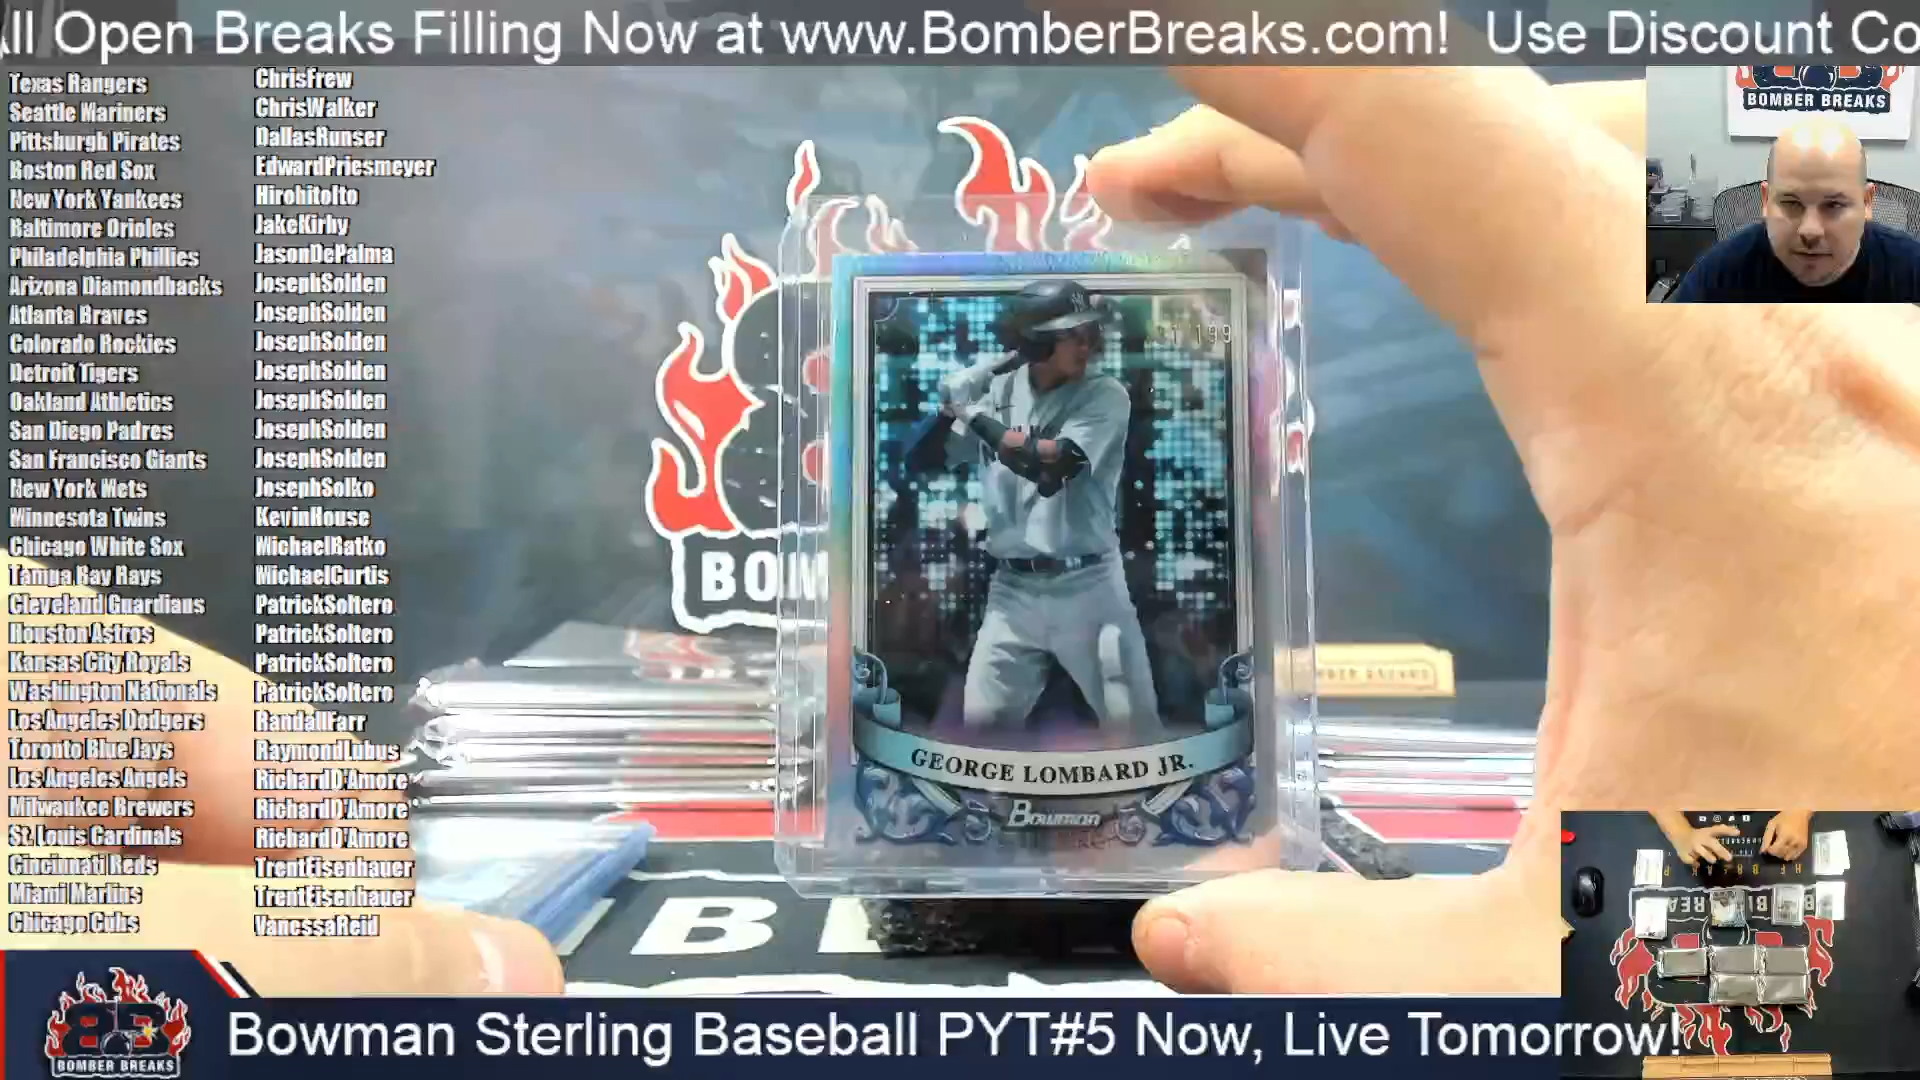 All Open Breaks Filling Now at www.BomberBreaks.com! Use Discount Co
BOMBER BREAKS
Texas Rangers ChrisFrew
Seattle Mariners ChrisWalker
Pittsburgh Pirates DallasRunser
Boston Red Sox EdwardPriesmeyer
New York Yankees HirohitoIto
Baltimore Orioles JakeKirby
Philadelphia Phillies JasonDePalma
Arizona Diamondbacks JosephSolden
Atlanta Braves JosephSolden
Colorado Rockies JosephSolden
Detroit Tigers JosephSolden
Oakland Athletics JosephSolden
San Diego Padres JosephSolden
San Francisco Giants JosephSolden
New York Mets JosephSolko
Minnesota Twins KevinHouse
Chicago White Sox MichaelBatko
Tampa Bay Rays MichaelCurtis
Cleveland Guardians PatrickSoltero
Houston Astros PatrickSoltero
Kansas City Royals PatrickSoltero
Washington Nationals PatrickSoltero
Los Angeles Dodgers RandallFarr
Toronto Blue Jays RaymondLubus
Los Angeles Angels RichardD'Amore
Milwaukee Brewers RichardD'Amore
St. Louis Cardinals RichardD'Amore
Cincinnati Reds TrentEisenhauer
Miami Marlins TrentEisenhauer
Chicago Cubs VanessaReid
BOM
GEORGE LOMBARD JR.
Bowman
BOMBER BREAKS
B
BOMBER BREAKS
Bowman Sterling Baseball PYT#5 Now, Live Tomorrow!